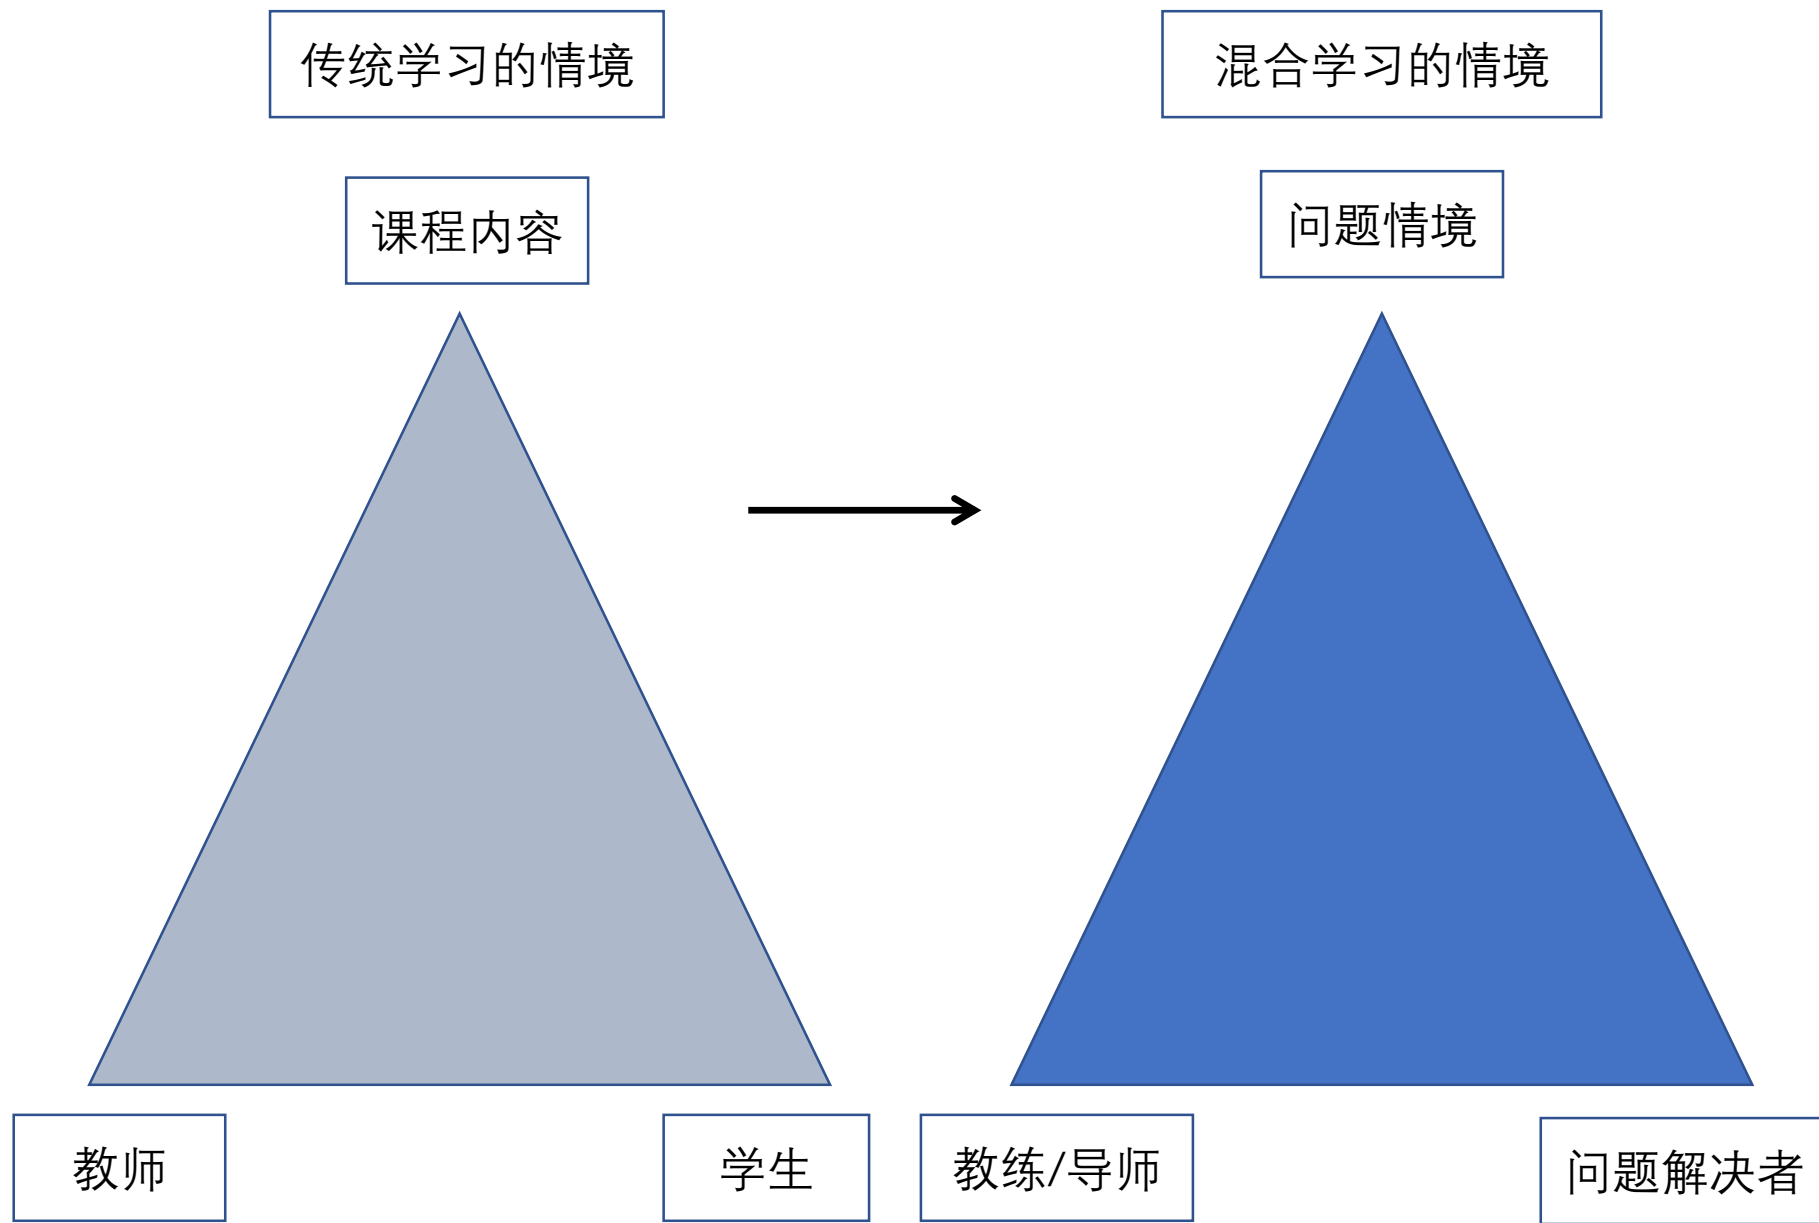 传统学习的情境
混合学习的情境
课程内容
问题情境
教师
学生
教练/导师
问题解决者